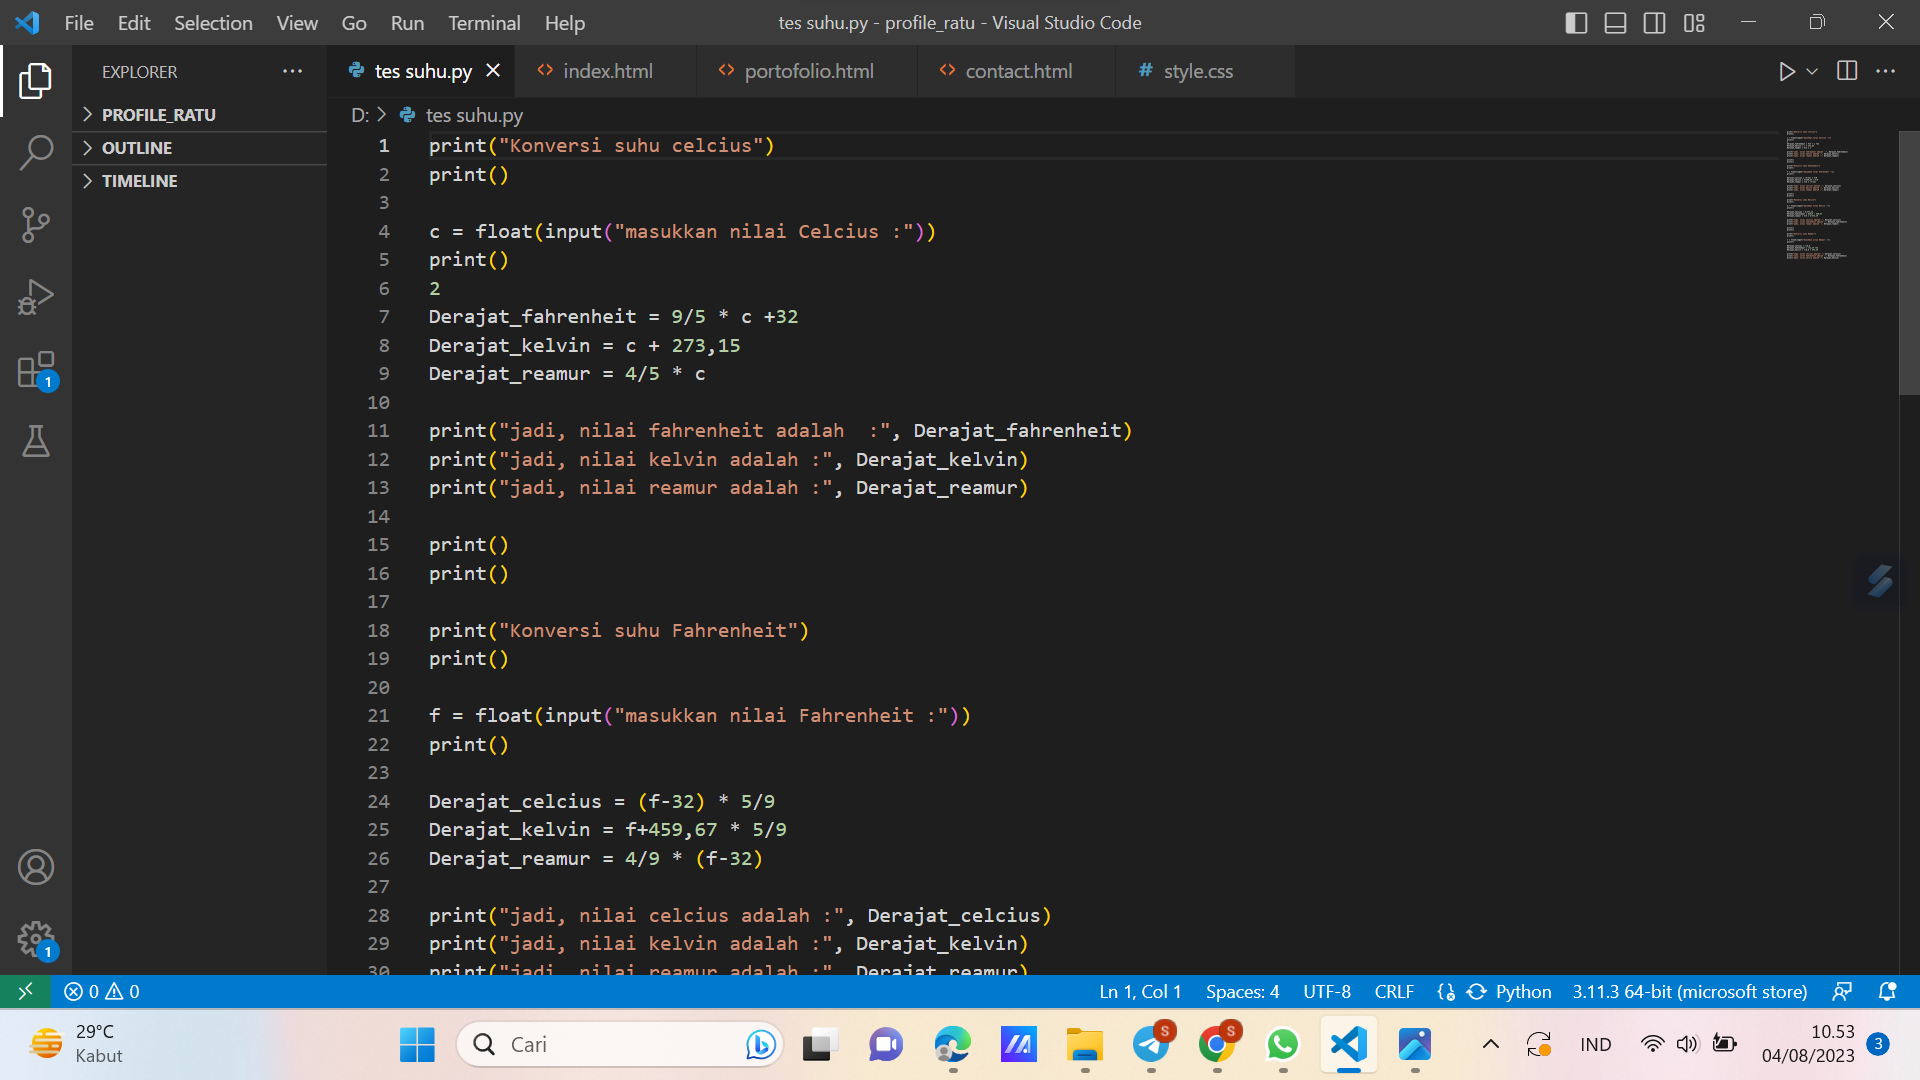 File Edit Selection View Go Run Terminal Help
tes suhu.py - profile_ratu - Visual Studio Code
EXPLORER
PROFILE_RATU
OUTLINE
TIMELINE
tes suhu.py
index.html
portofolio.html
contact.html
# style.css
D: > tes suhu.py
1 print("Konversi suhu celcius")
2 print()
3
4 c = float(input("masukkan nilai Celcius :"))
5 print()
6 2
7 Derajat_fahrenheit = 9/5 * c +32
8 Derajat_kelvin = c + 273,15
9 Derajat_reamur = 4/5 * c
10
11 print("jadi, nilai fahrenheit adalah  :", Derajat_fahrenheit)
12 print("jadi, nilai kelvin adalah :", Derajat_kelvin)
13 print("jadi, nilai reamur adalah :", Derajat_reamur)
14
15 print()
16 print()
17
18 print("Konversi suhu Fahrenheit")
19 print()
20
21 f = float(input("masukkan nilai Fahrenheit :"))
22 print()
23
24 Derajat_celcius = (f-32) * 5/9
25 Derajat_kelvin = f+459,67 * 5/9
26 Derajat_reamur = 4/9 * (f-32)
27
28 print("jadi, nilai celcius adalah :", Derajat_celcius)
29 print("jadi, nilai kelvin adalah :", Derajat_kelvin)
30 print("jadi, nilai reamur adalah :", Derajat_reamur)
1
1
0 0
Ln 1, Col 1
Spaces: 4
UTF-8
CRLF
Python
3.11.3 64-bit (microsoft store)
29°C
Kabut
Cari
S
S
IND
10.53
04/08/2023
3